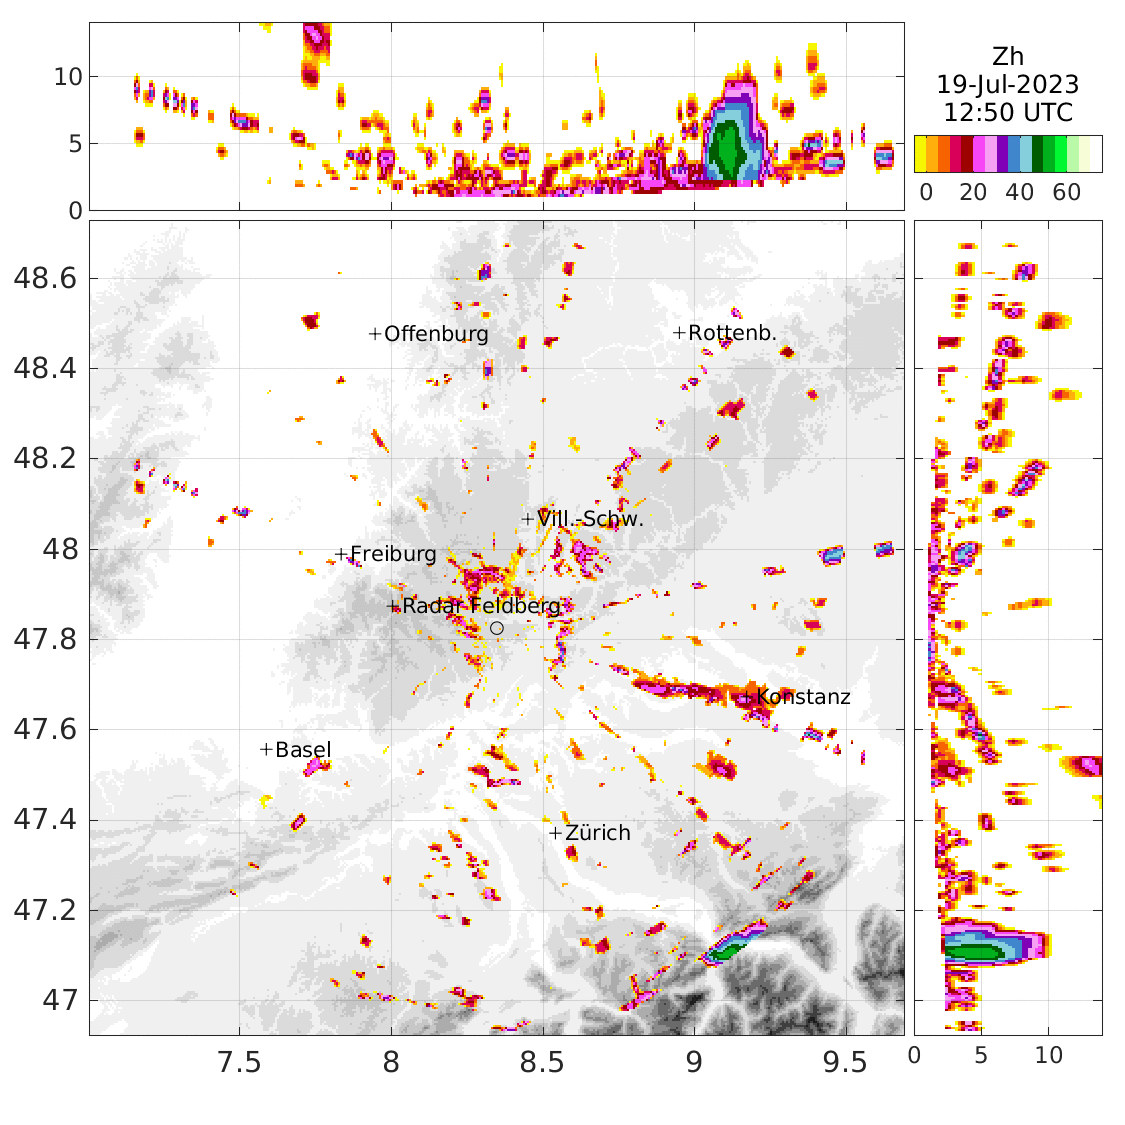 10
5
0
Zh
19-Jul-2023
12:50 UTC
0 20 40 60
48.6
48.4
48.2
48
47.8
47.6
47.4
47.2
47
Offenburg
Rottenb.
Vill.-Schw.
Freiburg
Radar Feldberg
Konstanz
Basel
Zürich
7.5 8 8.5 9 9.5
0 5 10